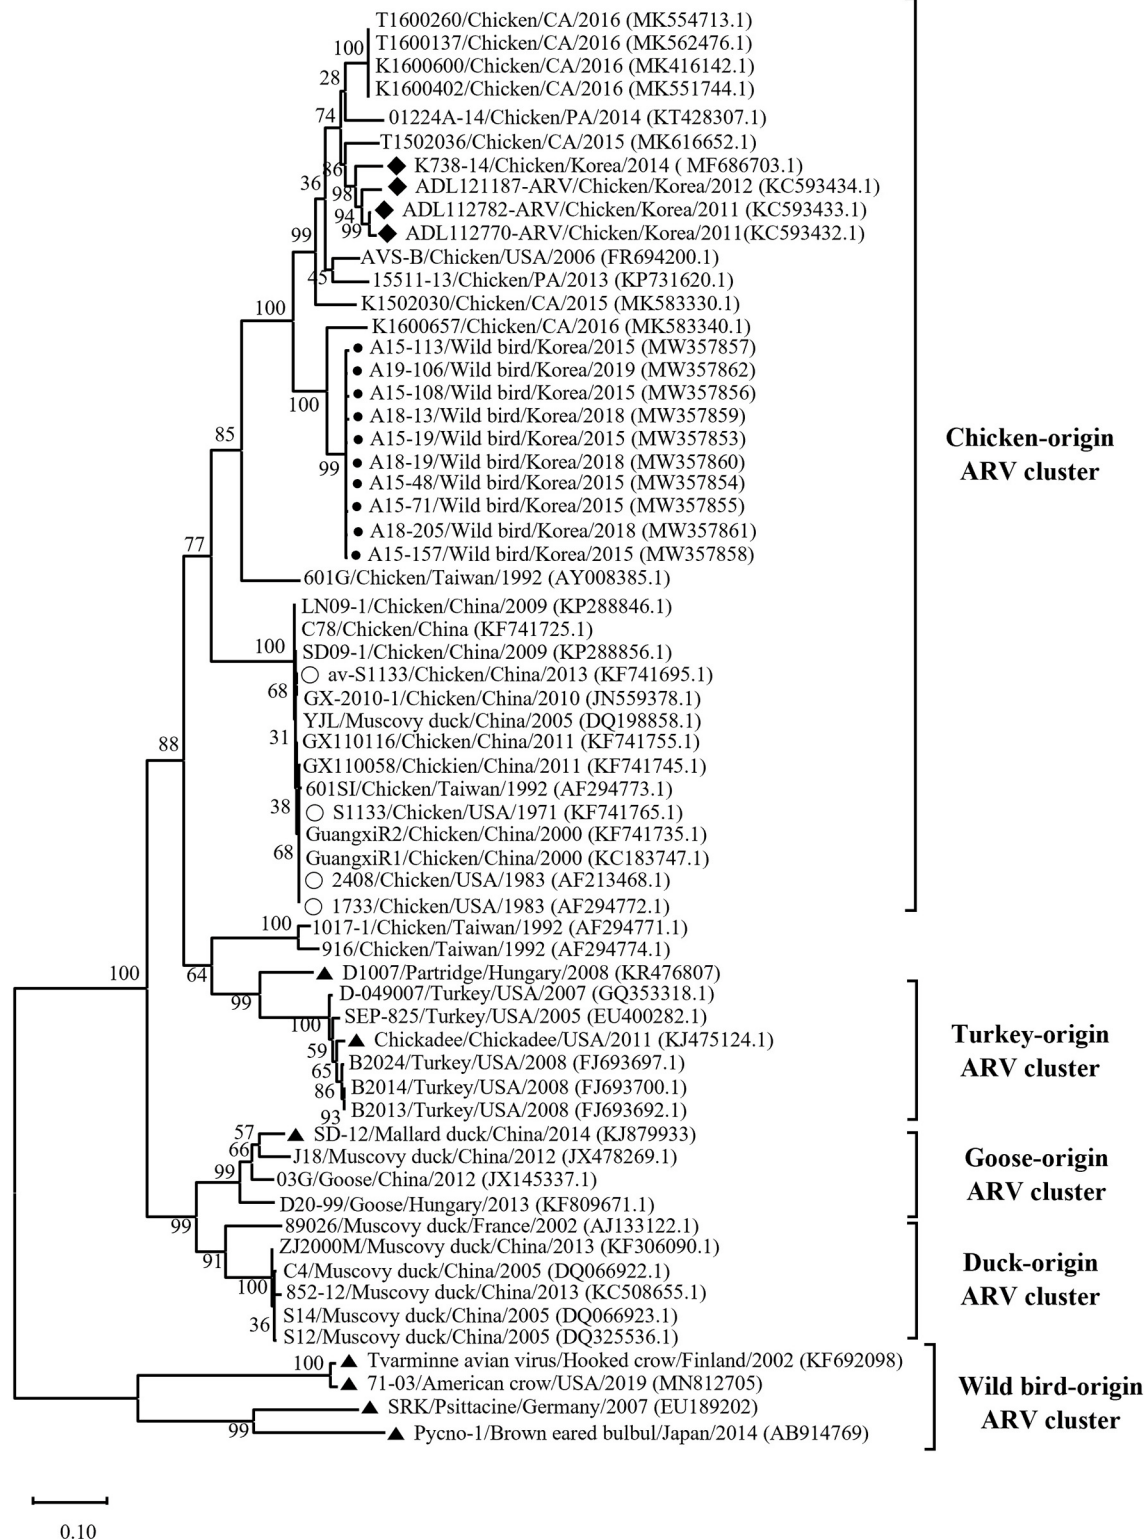 T1600260/Chicken/CA/2016 (MK554713.1)
100
T1600137/Chicken/CA/2016 (MK562476.1)
K1600600/Chicken/CA/2016 (MK416142.1)
28
K1600402/Chicken/CA/2016 (MK551744.1)
74
01224A-14/Chicken/PA/2014 (KT428307.1)
T1502036/Chicken/CA/2015 (MK616652.1)
86
K738-14/Chicken/Korea/2014 ( MF686703.1)
36
98
ADL121187-ARV/Chicken/Korea/2012 (KC593434.1)
94
ADL112782-ARV/Chicken/Korea/2011 (KC593433.1)
99
99
ADL112770-ARV/Chicken/Korea/2011(KC593432.1)
AVS-B/Chicken/USA/2006 (FR694200.1)
45
15511-13/Chicken/PA/2013 (KP731620.1)
100
K1502030/Chicken/CA/2015 (MK583330.1)
K1600657/Chicken/CA/2016 (MK583340.1)
A15-113/Wild bird/Korea/2015 (MW357857)
A19-106/Wild bird/Korea/2019 (MW357862)
A15-108/Wild bird/Korea/2015 (MW357856)
100
A18-13/Wild bird/Korea/2018 (MW357859)
85
A15-19/Wild bird/Korea/2015 (MW357853)
99
A18-19/Wild bird/Korea/2018 (MW357860)
A15-48/Wild bird/Korea/2015 (MW357854)
A15-71/Wild bird/Korea/2015 (MW357855)
A18-205/Wild bird/Korea/2018 (MW357861)
77
A15-157/Wild bird/Korea/2015 (MW357858)
601G/Chicken/Taiwan/1992 (AY008385.1)
LN09-1/Chicken/China/2009 (KP288846.1)
C78/Chicken/China (KF741725.1)
100
SD09-1/Chicken/China/2009 (KP288856.1)
av-S1133/Chicken/China/2013 (KF741695.1)
68
GX-2010-1/Chicken/China/2010 (JN559378.1)
YJL/Muscovy duck/China/2005 (DQ198858.1)
31
88
GX110116/Chicken/China/2011 (KF741755.1)
GX110058/Chickien/China/2011 (KF741745.1)
601SI/Chicken/Taiwan/1992 (AF294773.1)
38
S1133/Chicken/USA/1971 (KF741765.1)
GuangxiR2/Chicken/China/2000 (KF741735.1)
68
GuangxiR1/Chicken/China/2000 (KC183747.1)
2408/Chicken/USA/1983 (AF213468.1)
1733/Chicken/USA/1983 (AF294772.1)
Chicken-origin
ARV cluster
100
1017-1/Chicken/Taiwan/1992 (AF294771.1)
916/Chicken/Taiwan/1992 (AF294774.1)
100
64
D1007/Partridge/Hungary/2008 (KR476807)
99
D-049007/Turkey/USA/2007 (GQ353318.1)
100
SEP-825/Turkey/USA/2005 (EU400282.1)
Chickadee/Chickadee/USA/2011 (KJ475124.1)
59
B2024/Turkey/USA/2008 (FJ693697.1)
65
B2014/Turkey/USA/2008 (FJ693700.1)
86
B2013/Turkey/USA/2008 (FJ693692.1)
93
Turkey-origin
ARV cluster
57
SD-12/Mallard duck/China/2014 (KJ879933)
66
J18/Muscovy duck/China/2012 (JX478269.1)
99
03G/Goose/China/2012 (JX145337.1)
D20-99/Goose/Hungary/2013 (KF809671.1)
Goose-origin
ARV cluster
99
89026/Muscovy duck/France/2002 (AJ133122.1)
91
ZJ2000M/Muscovy duck/China/2013 (KF306090.1)
C4/Muscovy duck/China/2005 (DQ066922.1)
100
852-12/Muscovy duck/China/2013 (KC508655.1)
S14/Muscovy duck/China/2005 (DQ066923.1)
36
S12/Muscovy duck/China/2005 (DQ325536.1)
Duck-origin
ARV cluster
100
Tvarminne avian virus/Hooked crow/Finland/2002 (KF692098)
71-03/American crow/USA/2019 (MN812705)
SRK/Psittacine/Germany/2007 (EU189202)
99
Pycno-1/Brown eared bulbul/Japan/2014 (AB914769)
Wild bird-origin
ARV cluster
0.10